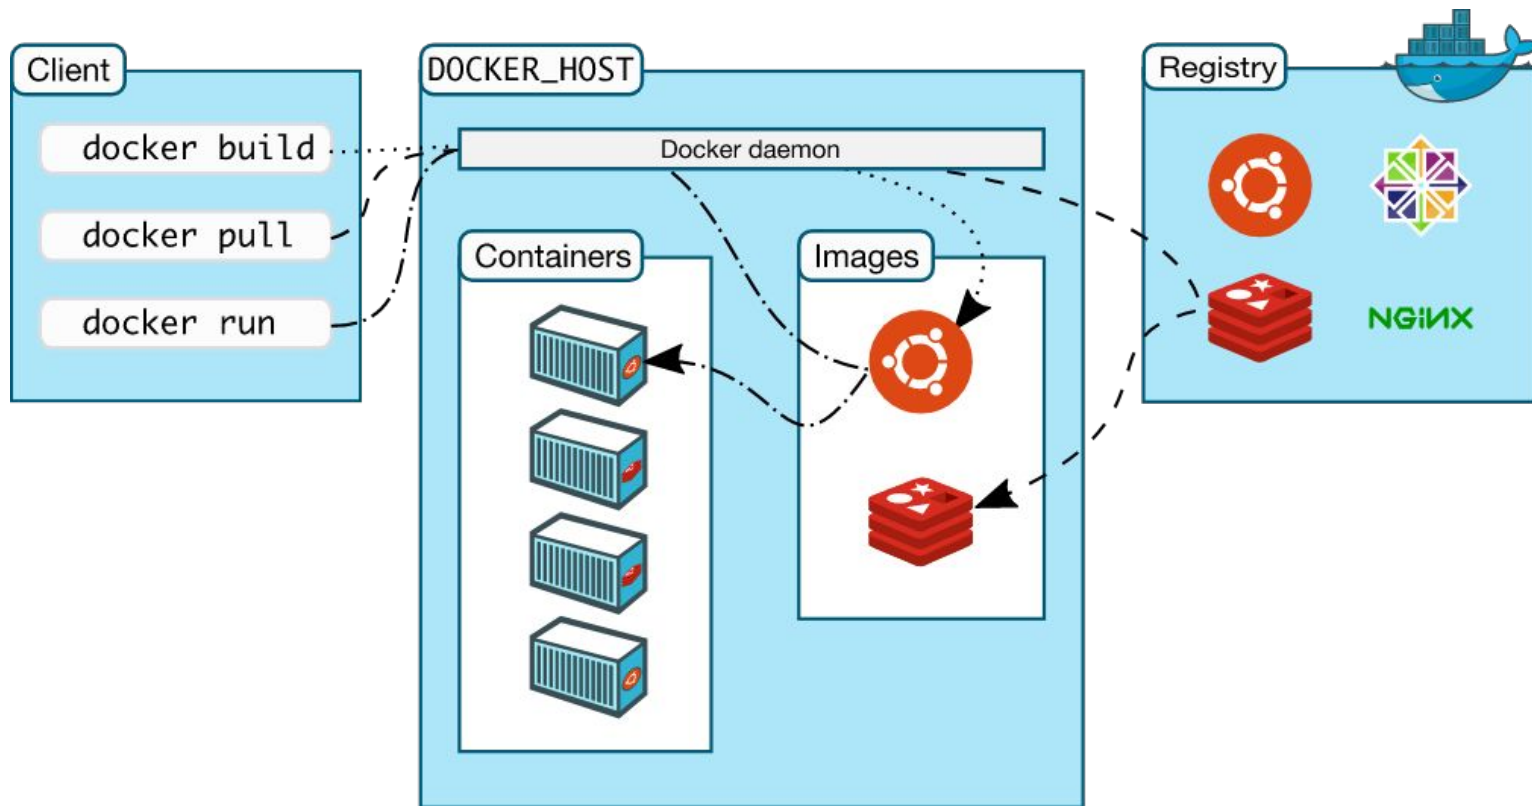 Client
docker build
docker pull
docker run
DOCKER_HOST
Docker daemon
Containers
Images
Registry
NGiNX